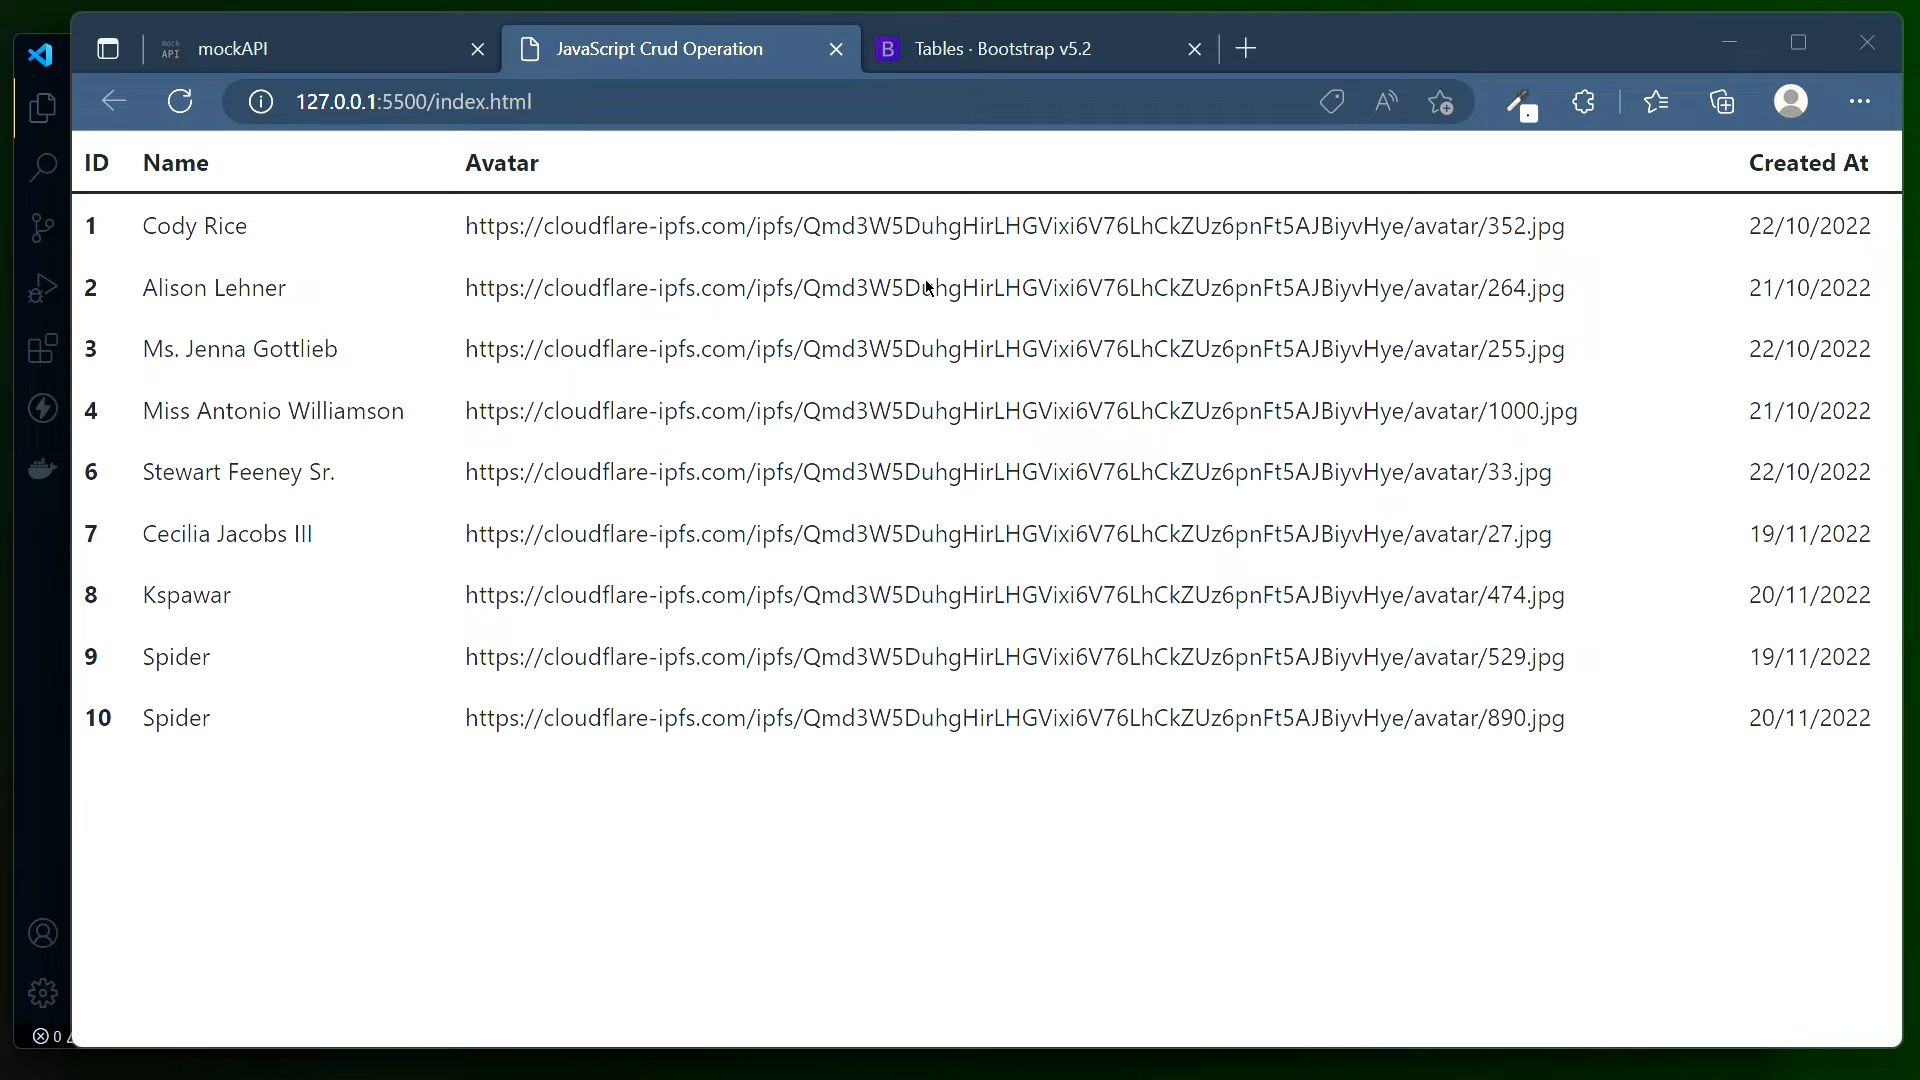 mock API mockAPI JavaScript Crud Operation B Tables · Bootstrap v5.2
127.0.0.1:5500/index.html
ID Name Avatar Created At
1 Cody Rice https://cloudflare-ipfs.com/ipfs/Qmd3W5DuhgHirLHGVixi6V76LhCkZUz6pnFt5AJBiyvHye/avatar/352.jpg 22/10/2022
2 Alison Lehner https://cloudflare-ipfs.com/ipfs/Qmd3W5DuhgHirLHGVixi6V76LhCkZUz6pnFt5AJBiyvHye/avatar/264.jpg 21/10/2022
3 Ms. Jenna Gottlieb https://cloudflare-ipfs.com/ipfs/Qmd3W5DuhgHirLHGVixi6V76LhCkZUz6pnFt5AJBiyvHye/avatar/255.jpg 22/10/2022
4 Miss Antonio Williamson https://cloudflare-ipfs.com/ipfs/Qmd3W5DuhgHirLHGVixi6V76LhCkZUz6pnFt5AJBiyvHye/avatar/1000.jpg 21/10/2022
6 Stewart Feeney Sr. https://cloudflare-ipfs.com/ipfs/Qmd3W5DuhgHirLHGVixi6V76LhCkZUz6pnFt5AJBiyvHye/avatar/33.jpg 22/10/2022
7 Cecilia Jacobs III https://cloudflare-ipfs.com/ipfs/Qmd3W5DuhgHirLHGVixi6V76LhCkZUz6pnFt5AJBiyvHye/avatar/27.jpg 19/11/2022
8 Kspawar https://cloudflare-ipfs.com/ipfs/Qmd3W5DuhgHirLHGVixi6V76LhCkZUz6pnFt5AJBiyvHye/avatar/474.jpg 20/11/2022
9 Spider https://cloudflare-ipfs.com/ipfs/Qmd3W5DuhgHirLHGVixi6V76LhCkZUz6pnFt5AJBiyvHye/avatar/529.jpg 19/11/2022
10 Spider https://cloudflare-ipfs.com/ipfs/Qmd3W5DuhgHirLHGVixi6V76LhCkZUz6pnFt5AJBiyvHye/avatar/890.jpg 20/11/2022
0